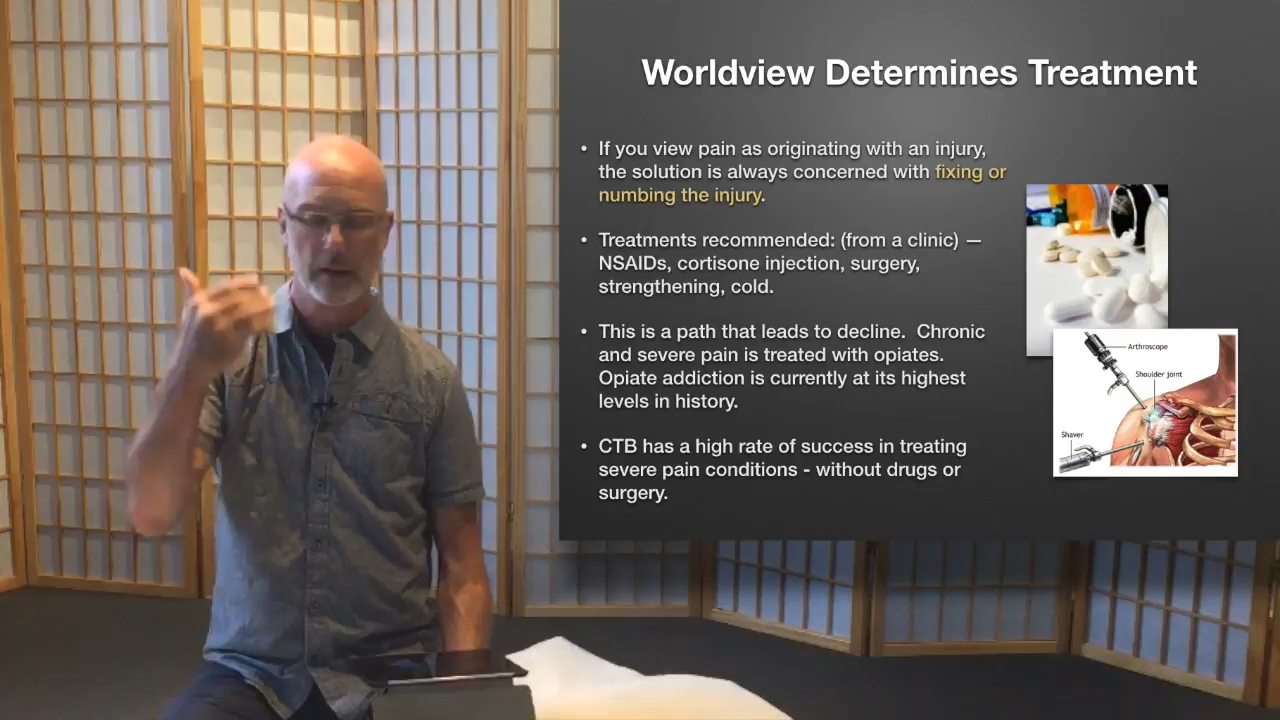 Worldview Determines Treatment
• If you view pain as originating with an injury,
the solution is always concerned with fixing or
numbing the injury.
• Treatments recommended: (from a clinic) —
NSAIDs, cortisone injection, surgery,
strengthening, cold.
• This is a path that leads to decline.  Chronic
and severe pain is treated with opiates.
Opiate addiction is currently at its highest
levels in history.
• CTB has a high rate of success in treating
severe pain conditions - without drugs or
surgery.
Arthroscope
Shoulder joint
Shaver